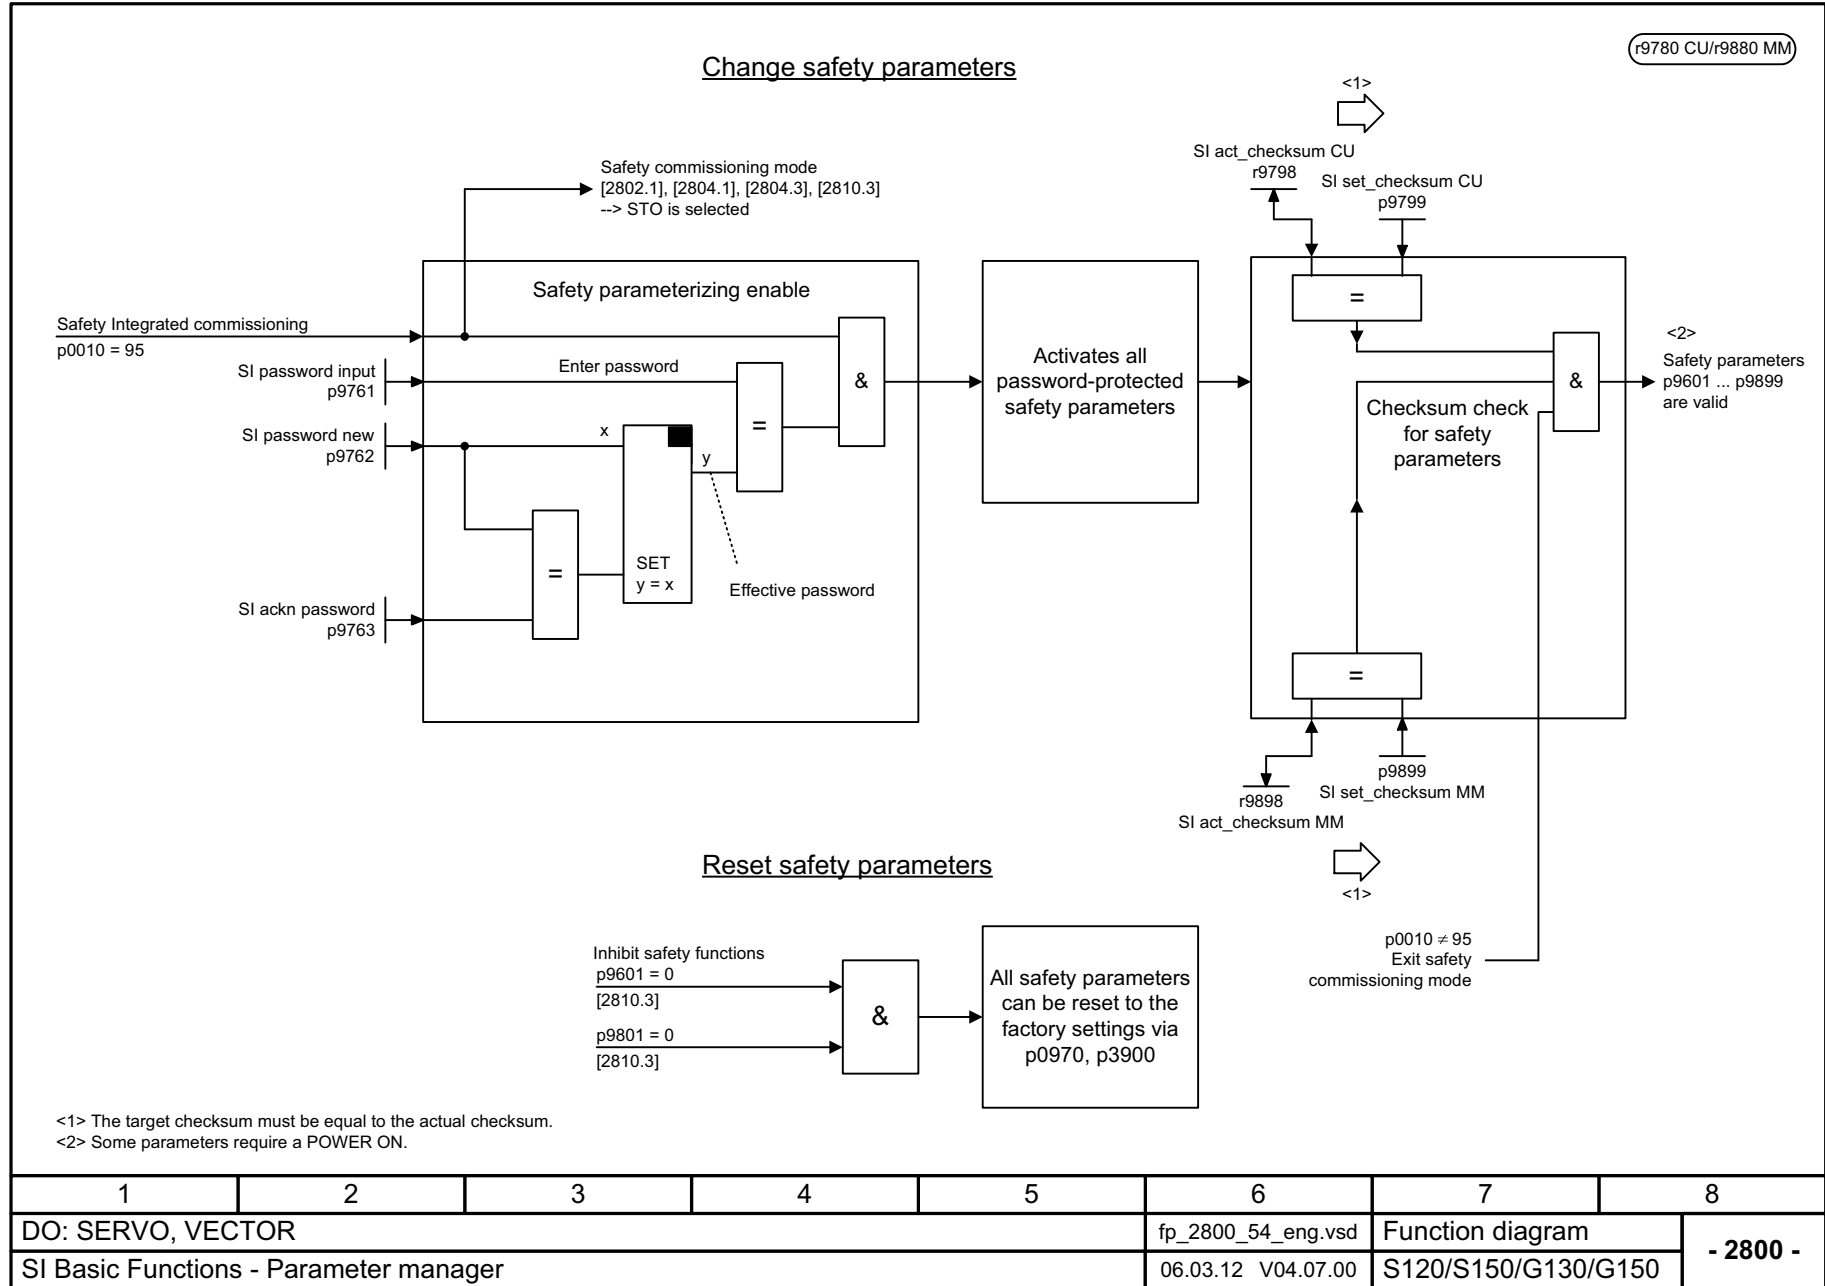 r9780 CU/r9880 MM
Change safety parameters
<1>
SI act_checksum CU
r9798
SI set_checksum CU
p9799
Safety commissioning mode
[2802.1], [2804.1], [2804.3], [2810.3]
--> STO is selected
Safety parameterizing enable
Safety Integrated commissioning
p0010 = 95
SI password input
p9761
Enter password
SI password new
p9762
x
y
=
&
=
SET
y = x
Effective password
SI ackn password
p9763
Activates all
password-protected
safety parameters
=
&
Checksum check
for safety
parameters
=
<2>
Safety parameters
p9601 ... p9899
are valid
p9899
SI set_checksum MM
r9898
SI act_checksum MM
<1>
p0010 ≠ 95
Exit safety
commissioning mode
Reset safety parameters
Inhibit safety functions
p9601 = 0
[2810.3]
p9801 = 0
[2810.3]
&
All safety parameters
can be reset to the
factory settings via
p0970, p3900
<1> The target checksum must be equal to the actual checksum.
<2> Some parameters require a POWER ON.
1 2 3 4 5 6 7 8
DO: SERVO, VECTOR
fp_2800_54_eng.vsd
Function diagram
- 2800 -
SI Basic Functions - Parameter manager
06.03.12 V04.07.00
S120/S150/G130/G150